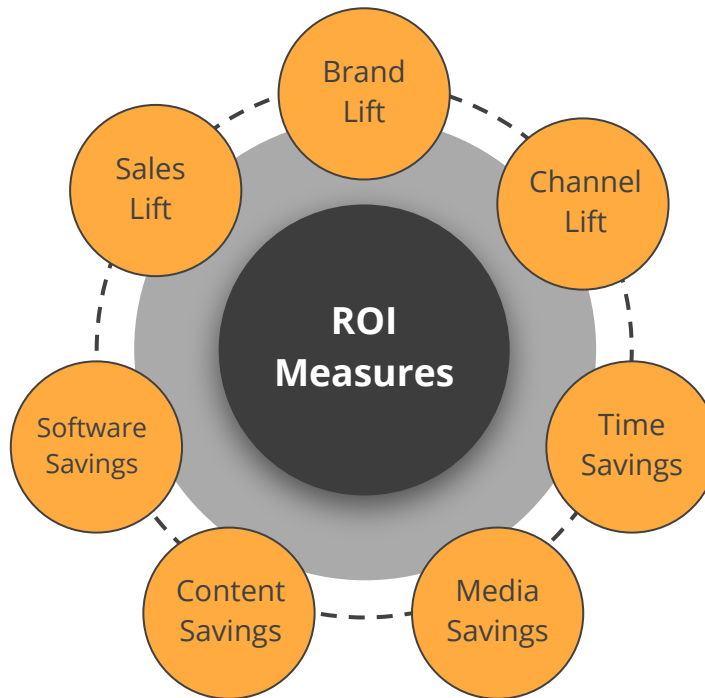 Brand
Lift
Sales
Lift
Channel
Lift
ROI
Measures
Software
Savings
Time
Savings
Content
Savings
Media
Savings